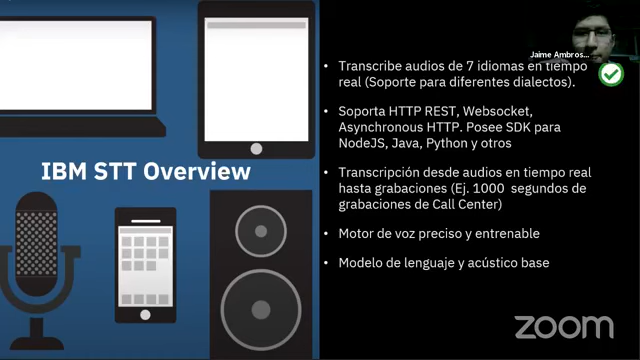 IBM STT Overview
Jaime Ambros...
• Transcribe audios de 7 idiomas en tiempo
real (Soporte para diferentes dialectos).
• Soporta HTTP REST, Websocket,
Asynchronous HTTP. Posee SDK para
NodeJS, Java, Python y otros
• Transcripción desde audios en tiempo real
hasta grabaciones (Ej. 1000 segundos de
grabaciones de Call Center)
• Motor de voz preciso y entrenable
• Modelo de lenguaje y acústico base
zoom